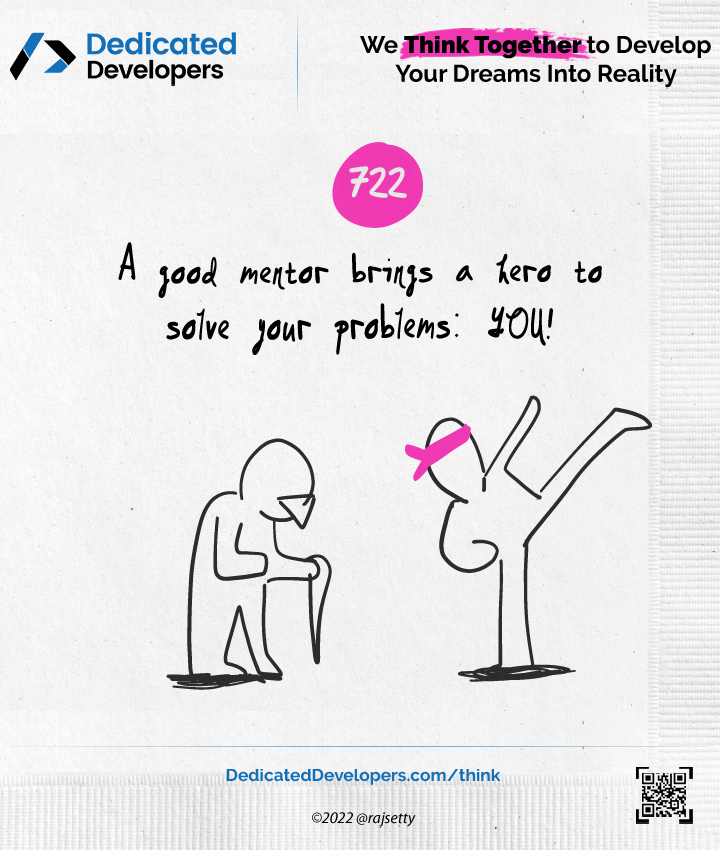 Dedicated
Developers
We Think Together to Develop
Your Dreams Into Reality
722
A good mentor brings a hero to
solve your problems: YOU!
DedicatedDevelopers.com/think
©2022 @rajsetty